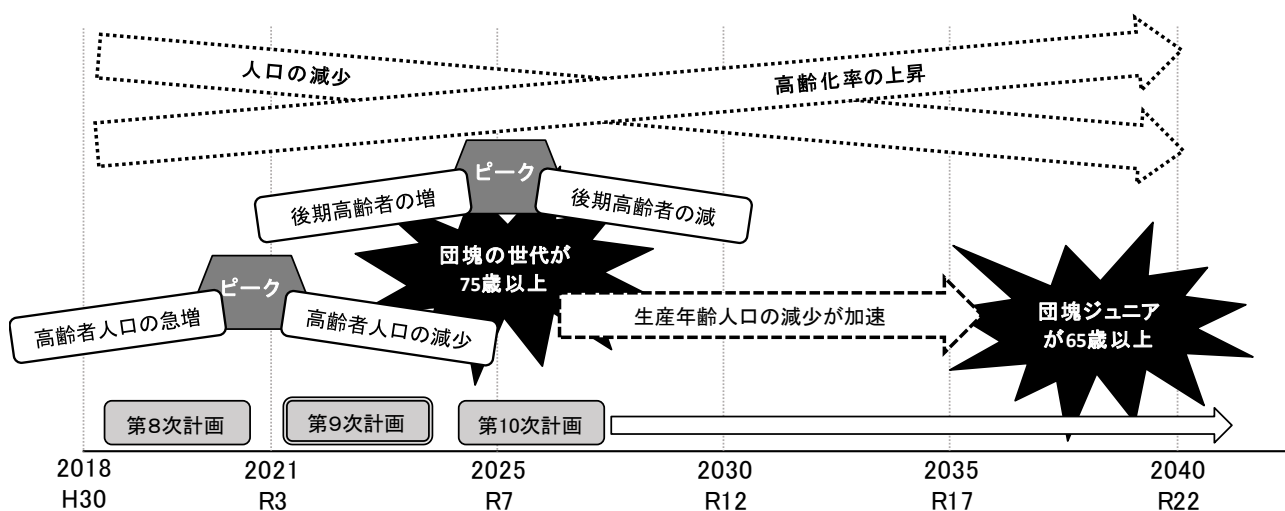 人口の減少
高齢化率の上昇
ピーク
後期高齢者の増
後期高齢者の減
団塊の世代が
75歳以上
ピーク
高齢者人口の急増
高齢者人口の減少
生産年齢人口の減少が加速
団塊ジュニア
が65歳以上
第8次計画
第9次計画
第10次計画
2018
2021
2025
2030
2035
2040
H30
R3
R7
R12
R17
R22